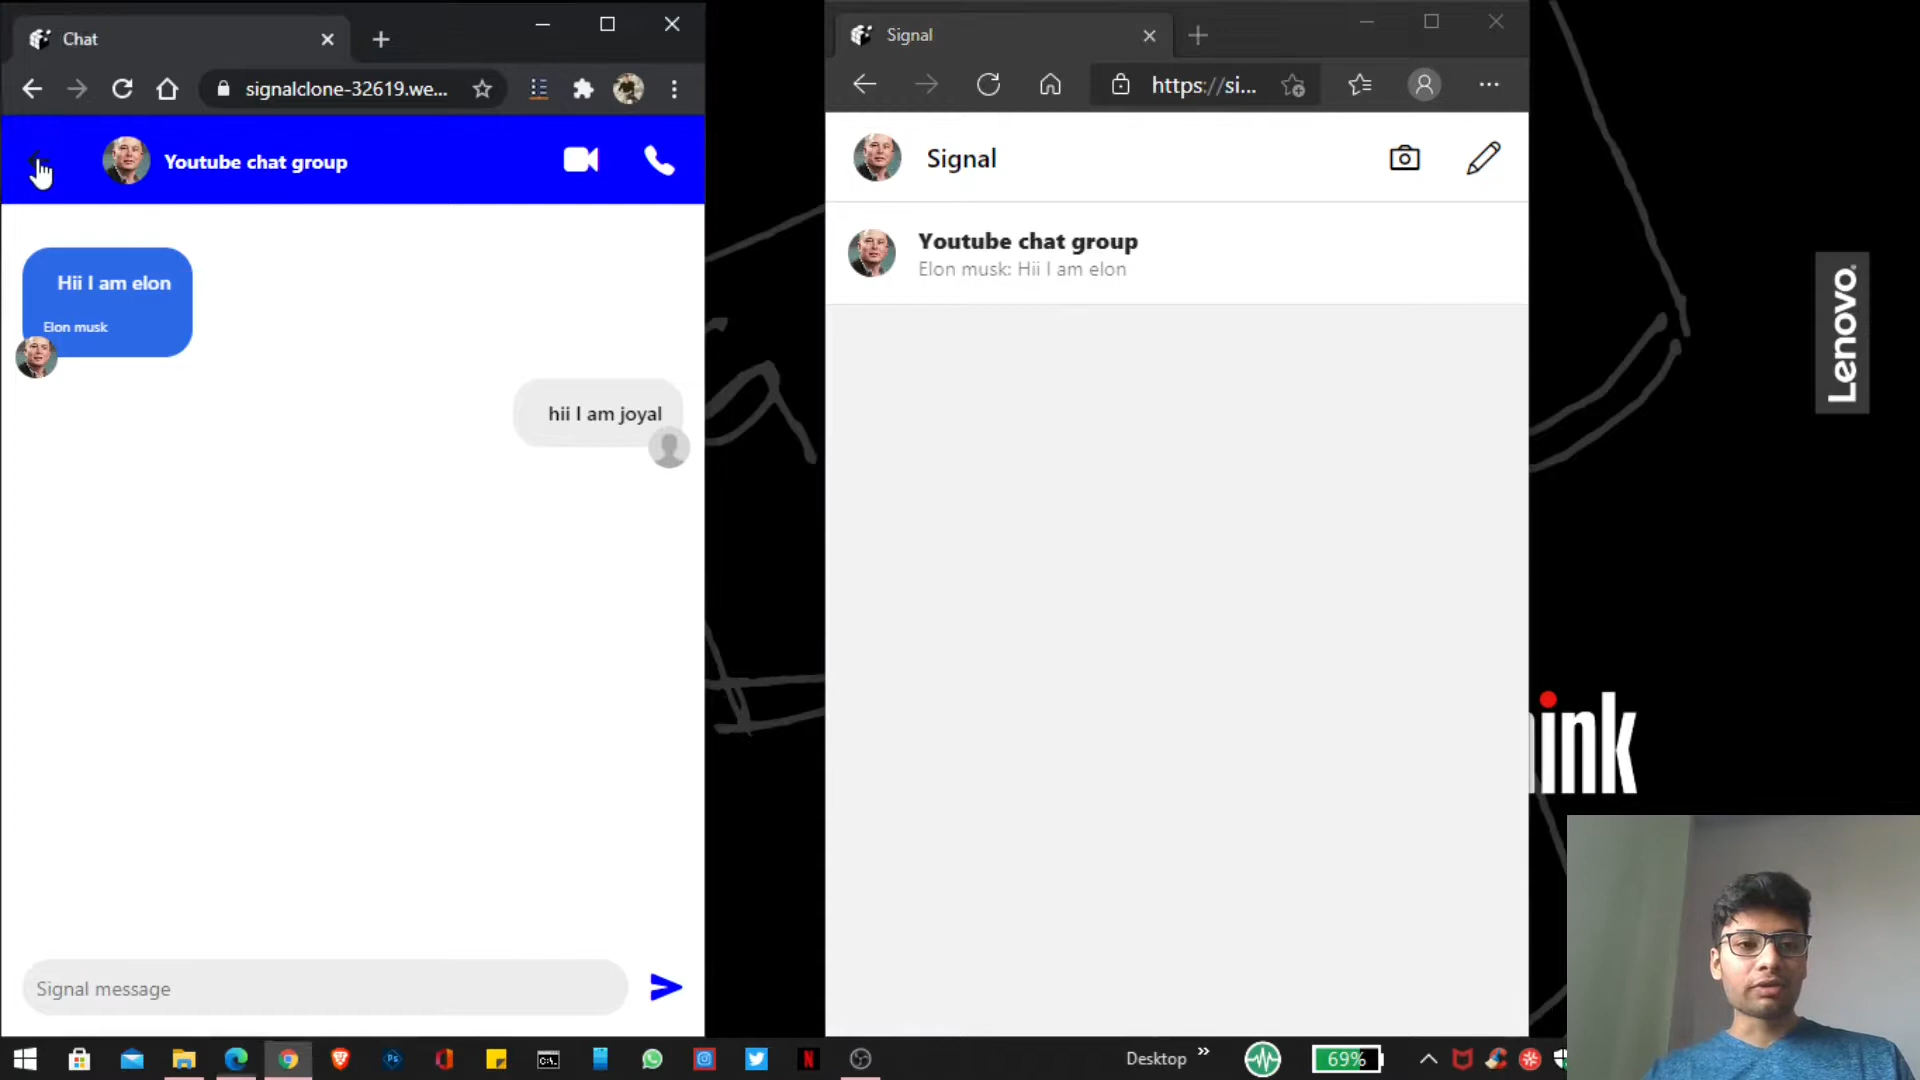 Chat
signalclone-32619.we...
Youtube chat group
Hii I am elon
Elon musk
hii I am joyal
Signal message
Signal
https://si...
Signal
Youtube chat group
Elon musk: Hii I am elon
Lenovo
ink
Desktop
69%